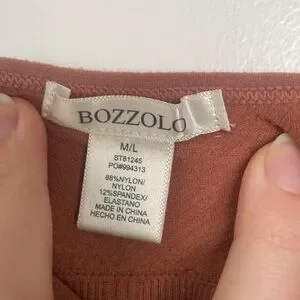 BOZZOLO
M/L
ST81245
PO#994313
88%NYLON/
NYLON
12%SPANDEX/
ELASTANO
MADE IN CHINA
HECHO EN CHINA